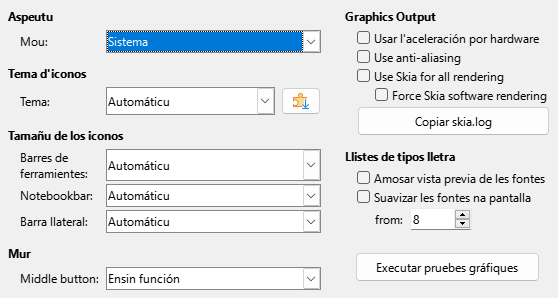 Aspeutu
Mou: Sistema
Tema d'iconos
Tema: Automáticu
Tamañu de los iconos
Barres de
ferramientes: Automáticu
Notebookbar: Automáticu
Barra llateral: Automáticu
Mur
Middle button: Ensin función
Graphics Output
Usar l'aceleración por hardware
Use anti-aliasing
Use Skia for all rendering
Force Skia software rendering
Copiar skia.log
Llistes de tipos lletra
Amosar vista previa de les fontes
Suavizar les fontes na pantalla
from: 8
Executar pruebes gráfiques